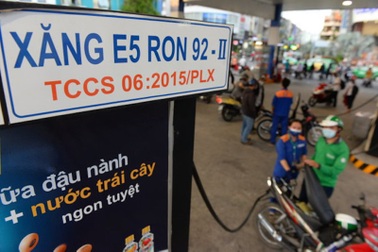 XĂNG E5 RON 92 - II
TCCS 06:2015/PLX
ữa đậu nành
+ nước trái cây
ngon tuyệt